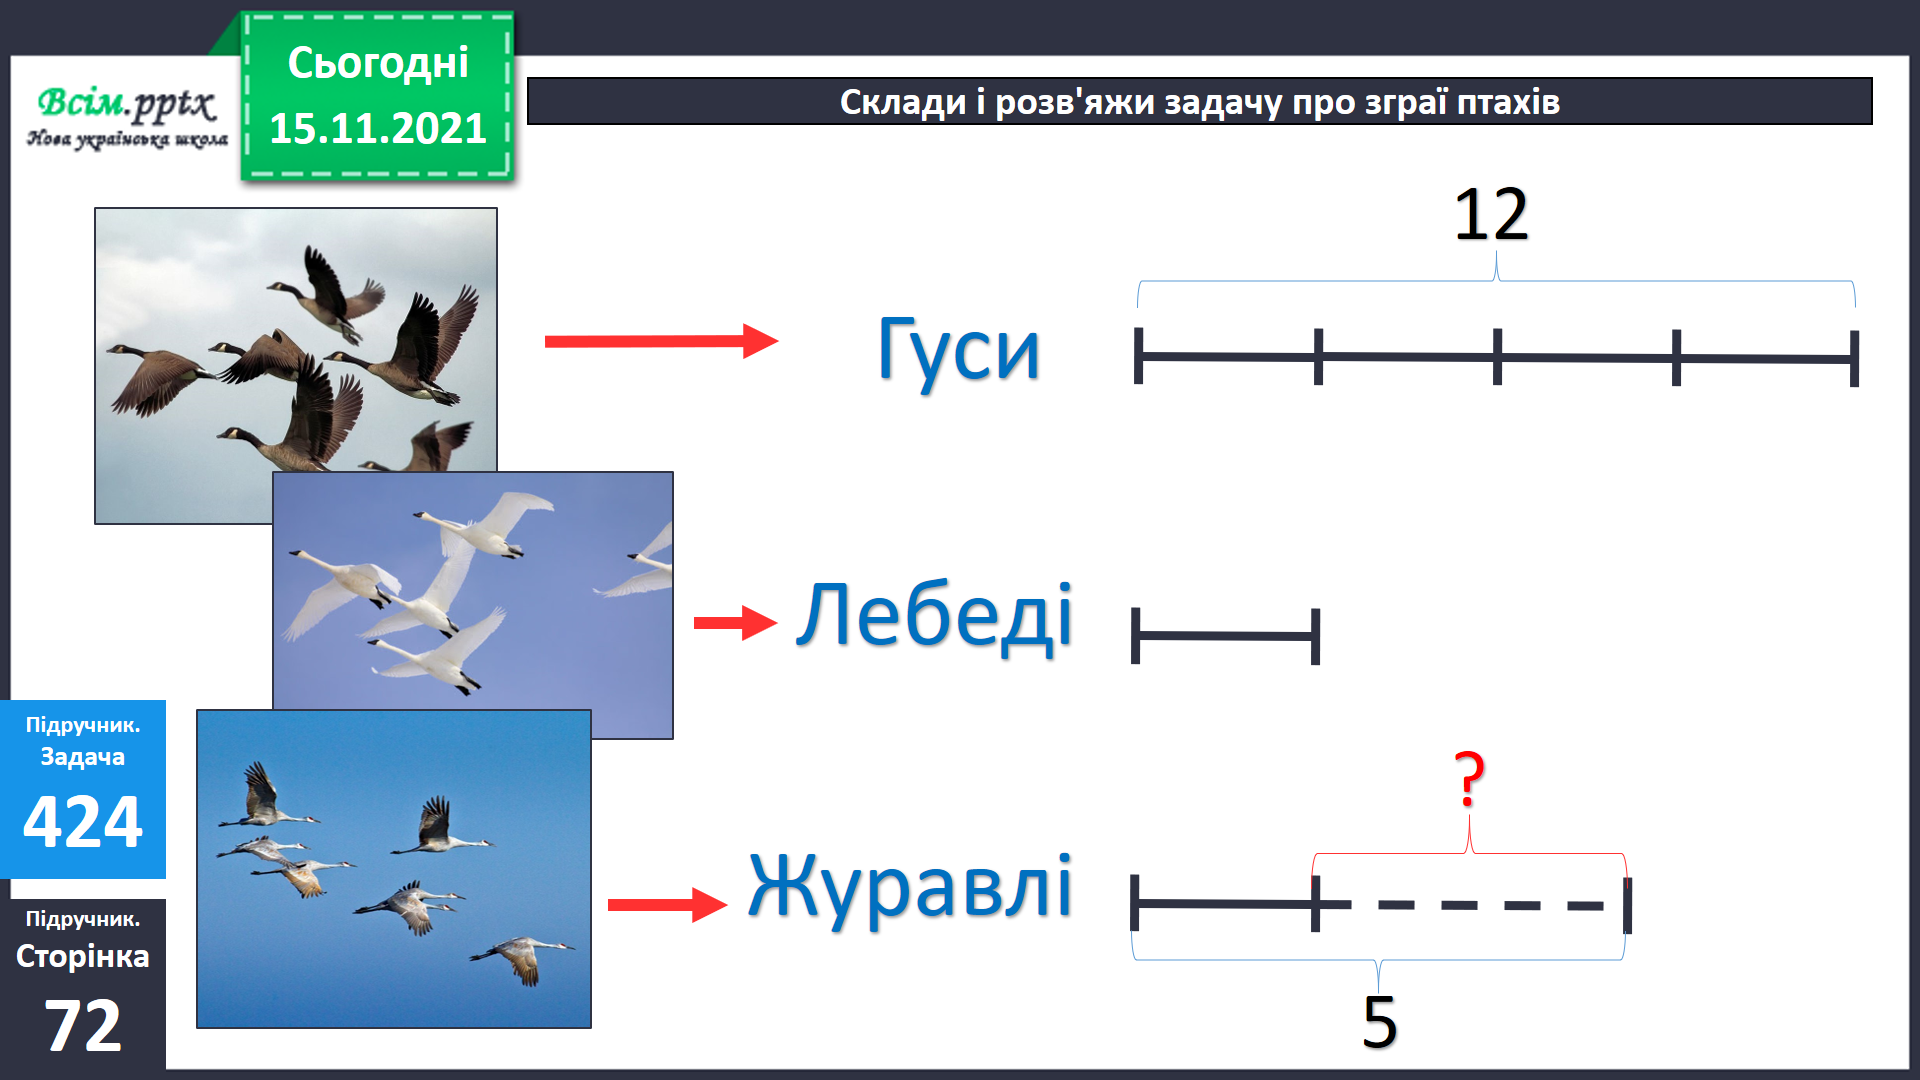 Всім.pptx
Нова українська школа
Сьогодні
15.11.2021
Склади і розв'яжи задачу про зграї птахів
12
Гуси
Лебеді
?
Журавлі
5
Підручник.
Задача
424
Підручник.
Сторінка
72